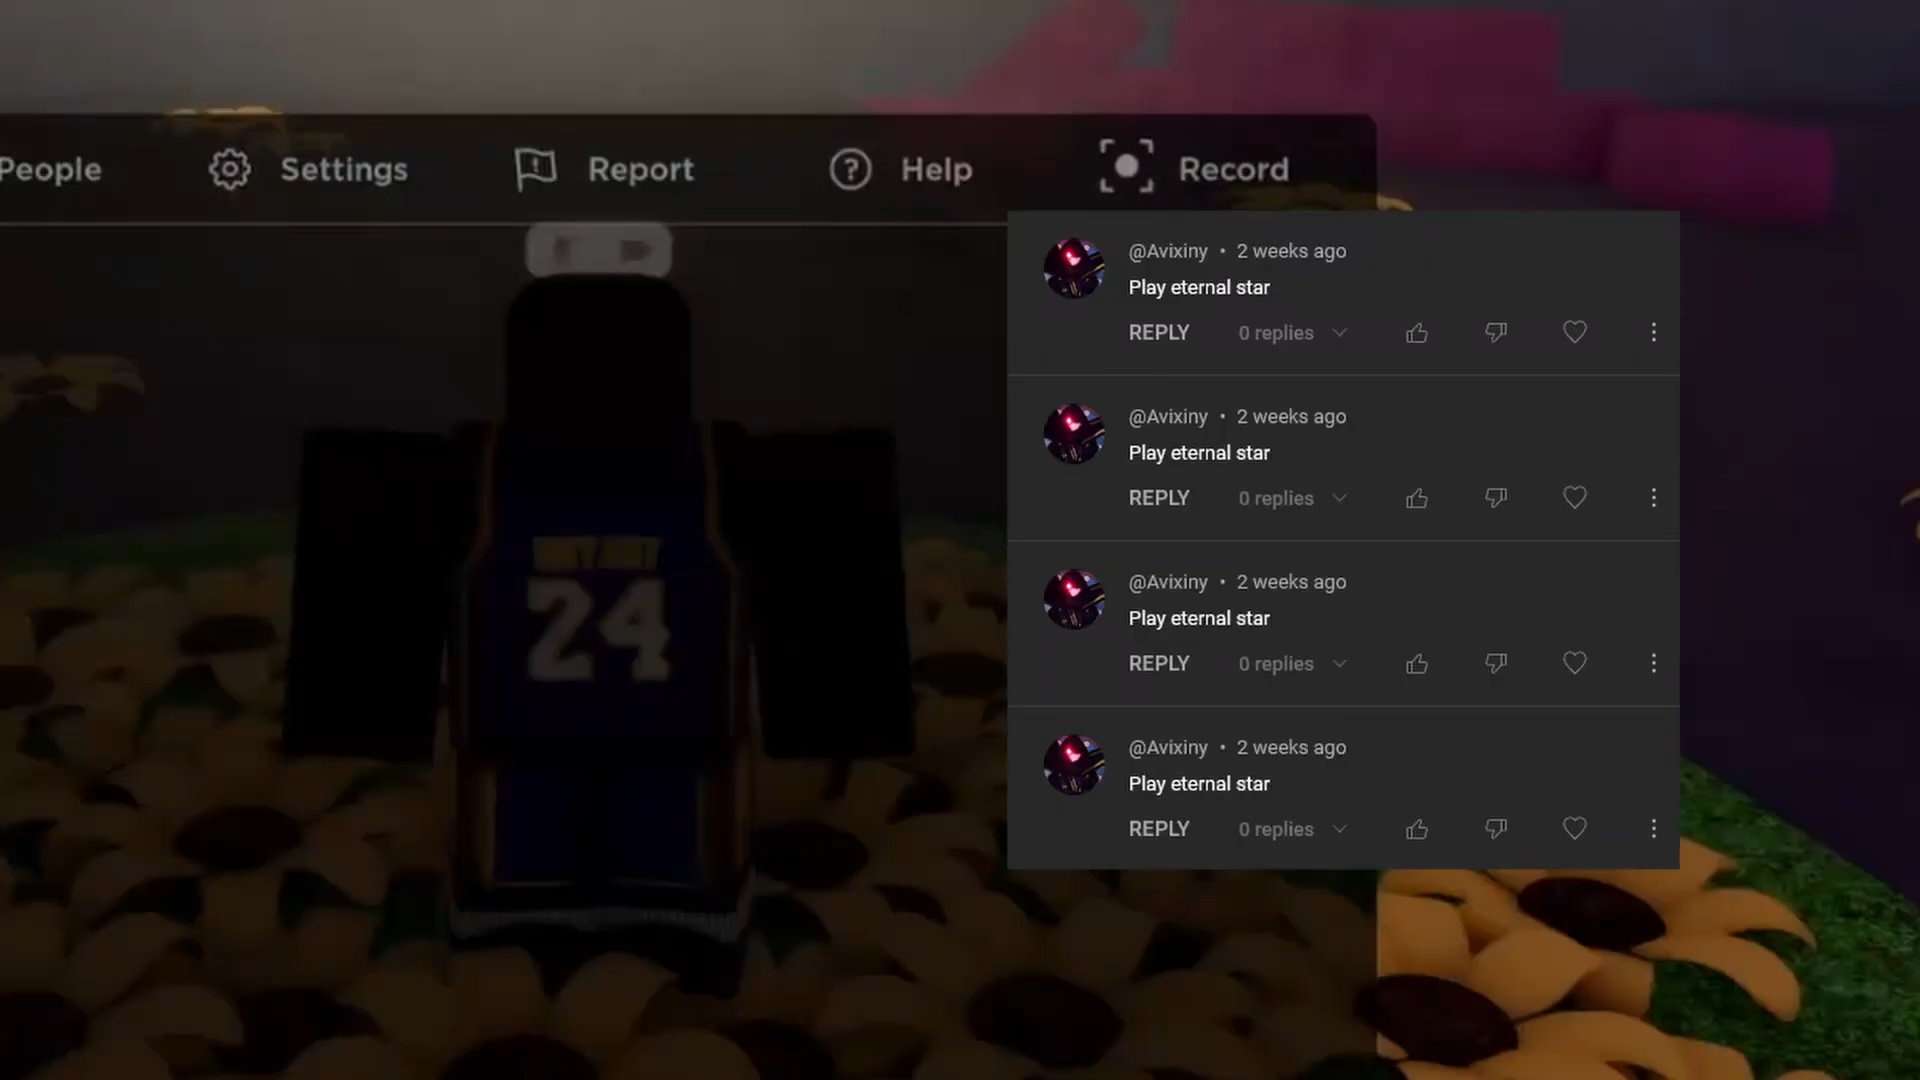 People Settings Report Help Record
@Avixiny • 2 weeks ago
Play eternal star
REPLY 0 replies
@Avixiny • 2 weeks ago
Play eternal star
REPLY 0 replies
@Avixiny • 2 weeks ago
Play eternal star
REPLY 0 replies
@Avixiny • 2 weeks ago
Play eternal star
REPLY 0 replies
24